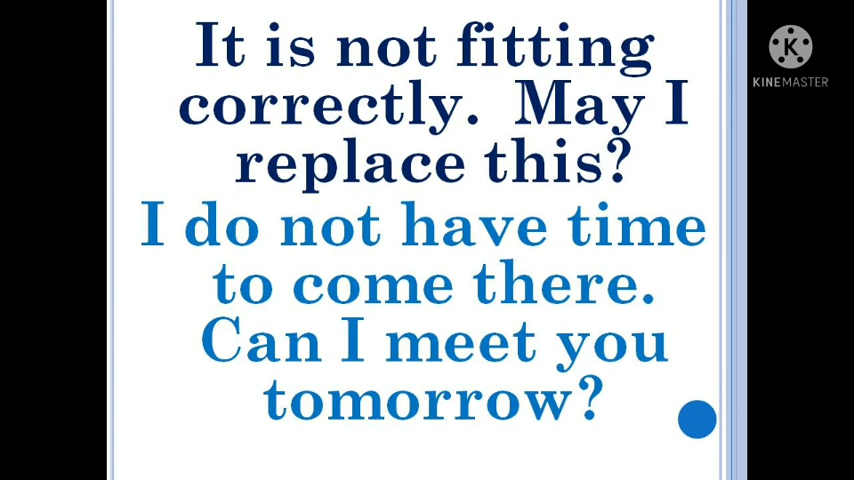 It is not fitting
correctly. May I
replace this?
I do not have time
to come there.
Can I meet you
tomorrow?
K
KINEMASTER